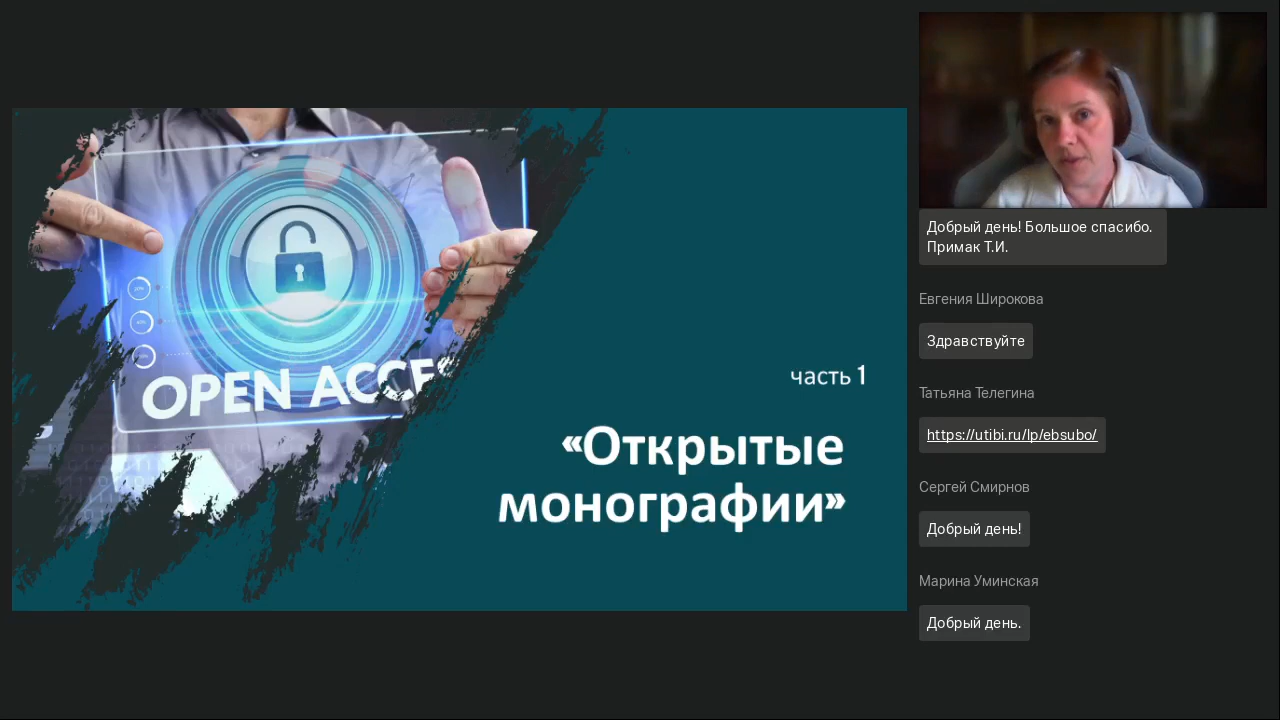 OPEN ACCES
часть 1
«Открытые
монографии»
Добрый день! Большое спасибо.
Примак Т.И.
Евгения Широкова
Здравствуйте
Татьяна Телегина
https://utibi.ru/lp/ebsubo/
Сергей Смирнов
Добрый день!
Марина Уминская
Добрый день.